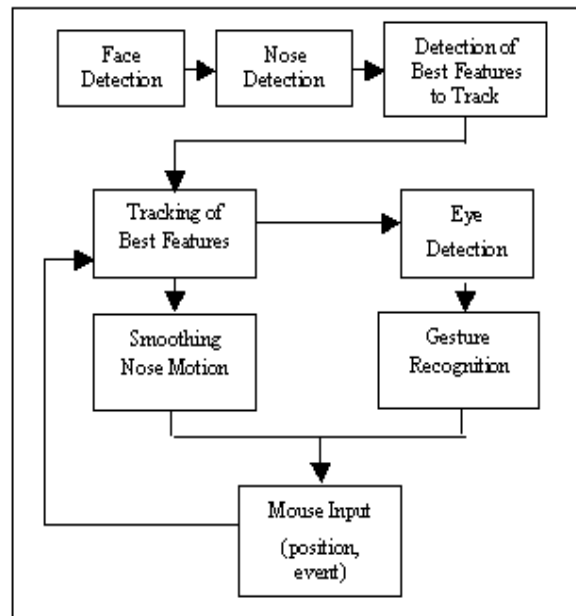 Face
Detection
Nose
Detection
Detection of
Best Features
to Track
Tracking of
Best Features
Eye
Detection
Smoothing
Nose Motion
Gesture
Recognition
Mouse Input
(position,
event)